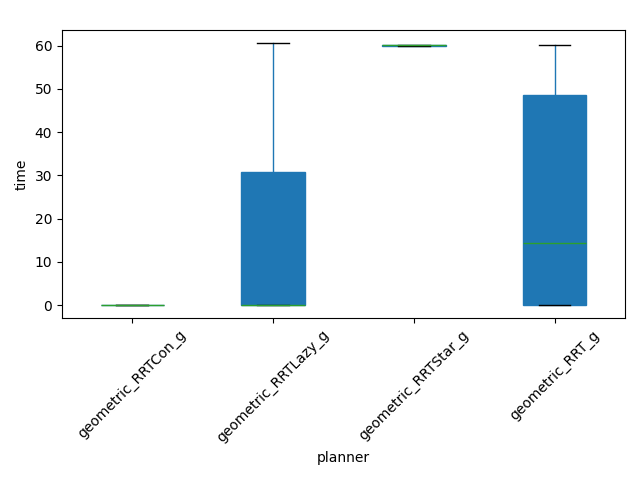 60
50
40
30
20
10
0
time
geometric_RRTCon_g
geometric_RRTLazy_g
geometric_RRTStar_g
geometric_RRT_g
planner